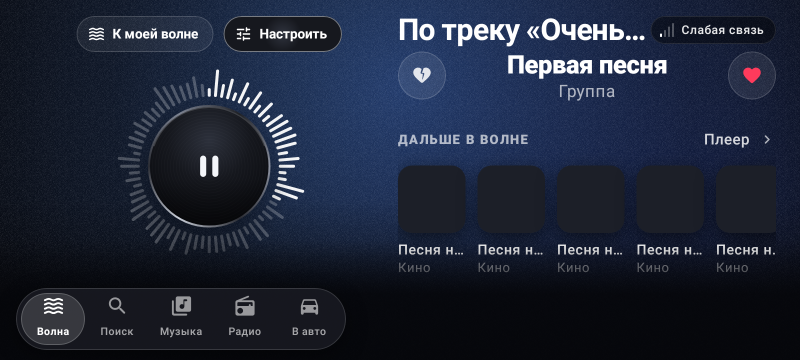 К моей волне
Настроить
По треку «Очень...
Слабая связь
Первая песня
Группа
ДАЛЬШЕ В ВОЛНЕ
Плеер
Песня н...
Песня н...
Песня н...
Песня н...
Песня н.
Кино
Кино
Кино
Кино
Кино
Волна
Поиск
Музыка
Радио
В авто